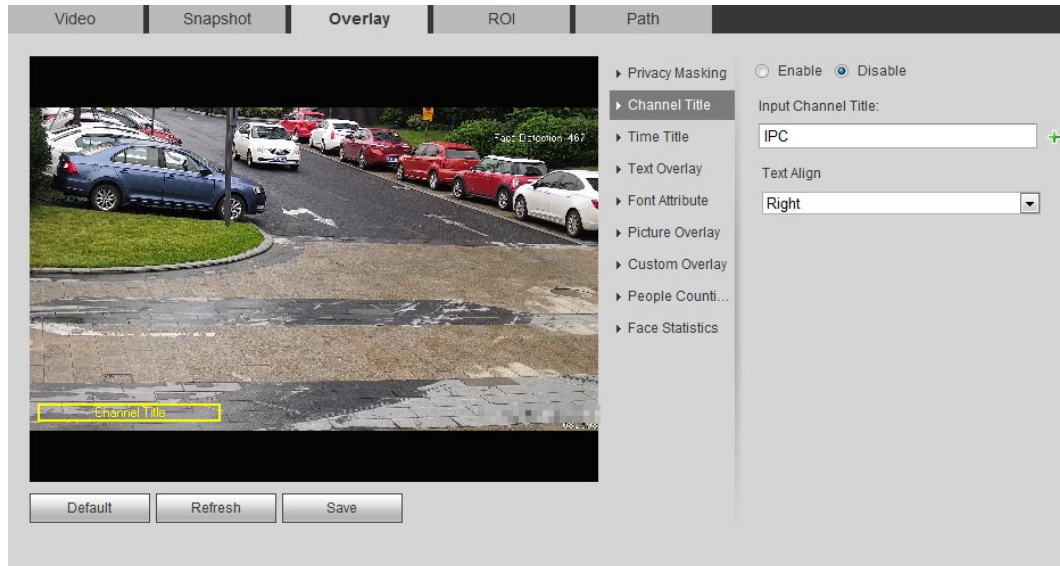 Video Snapshot Overlay ROI Path
Privacy Masking
Channel Title
Time Title
Text Overlay
Font Attribute
Picture Overlay
Custom Overlay
People Counti...
Face Statistics
Enable Disable
Input Channel Title:
IPC
Text Align
Right
Face Detection-467
Channel Title
Default Refresh Save